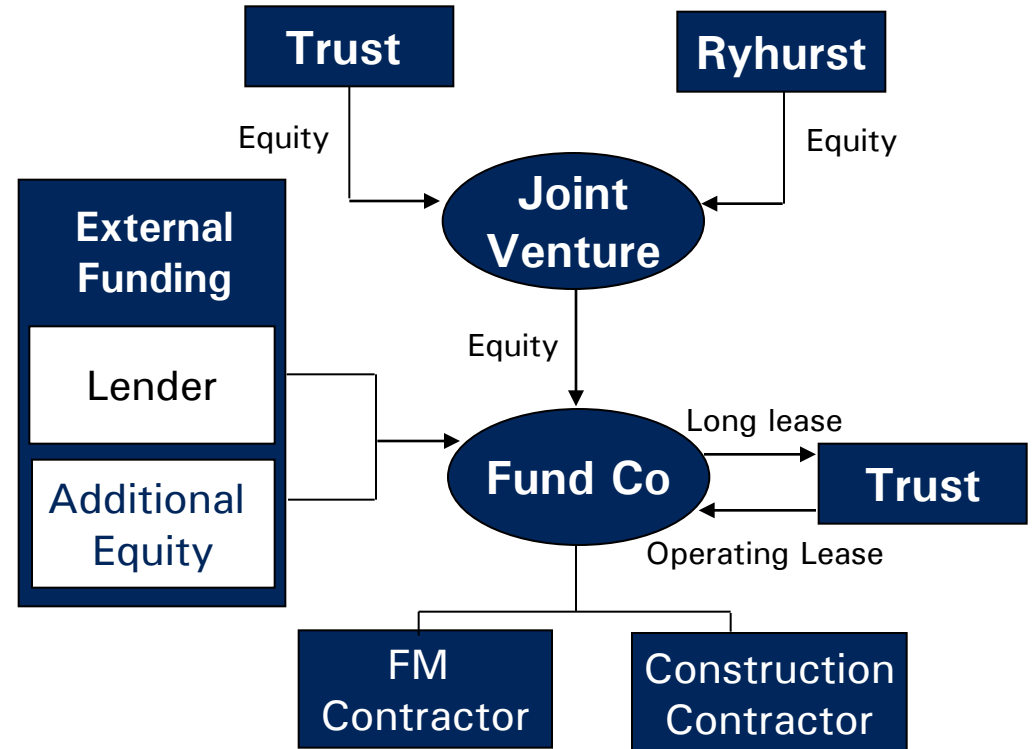 Trust
Ryhurst
Equity
Equity
Joint
Venture
External
Funding
Lender
Additional
Equity
Equity
Fund Co
Long lease
Trust
Operating Lease
FM
Contractor
Construction
Contractor